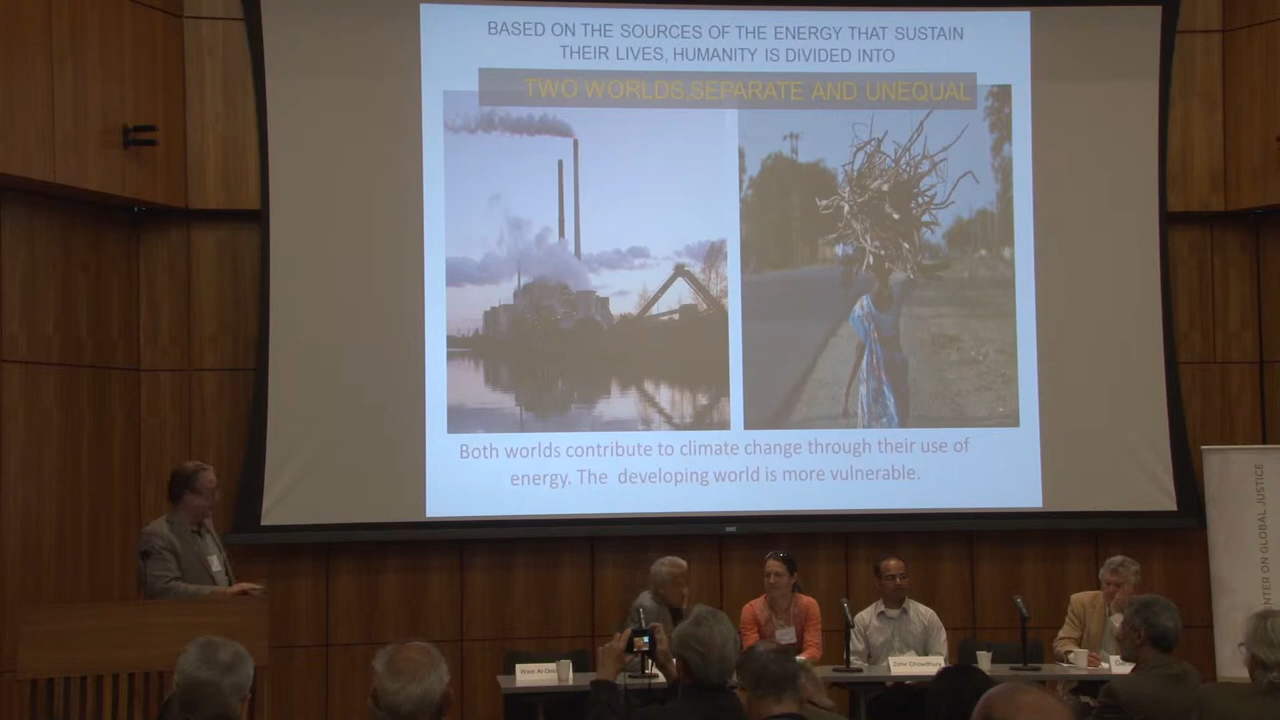 BASED ON THE SOURCES OF THE ENERGY THAT SUSTAIN
THEIR LIVES, HUMANITY IS DIVIDED INTO
TWO WORLDS,SEPARATE AND UNEQUAL
Both worlds contribute to climate change through their use of
energy. The developing world is more vulnerable.
CENTER ON GLOBAL JUSTICE
Zahir Chowdhury